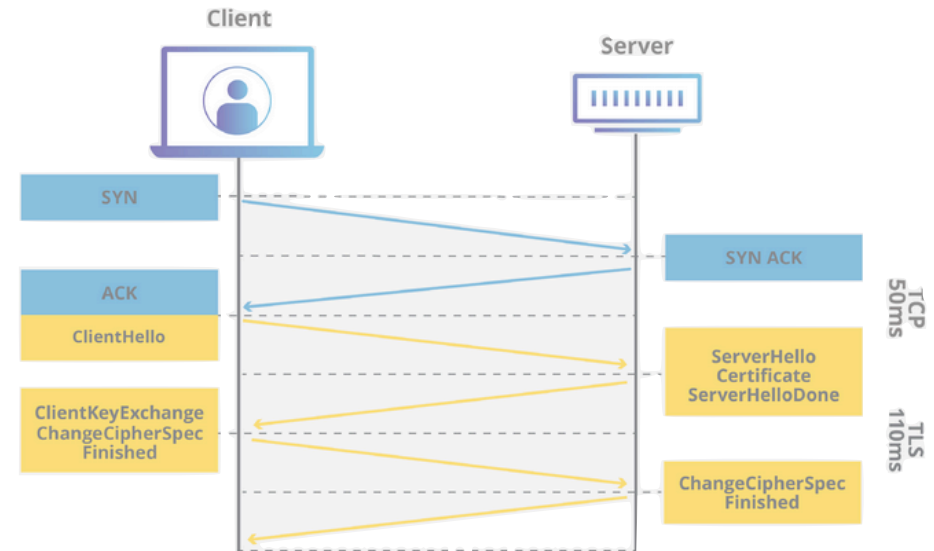 Client
Server
SYN
SYN ACK
ACK
ClientHello
ServerHello
Certificate
ServerHelloDone
ClientKeyExchange
ChangeCipherSpec
Finished
ChangeCipherSpec
Finished
TCP
50ms
TLS
110ms